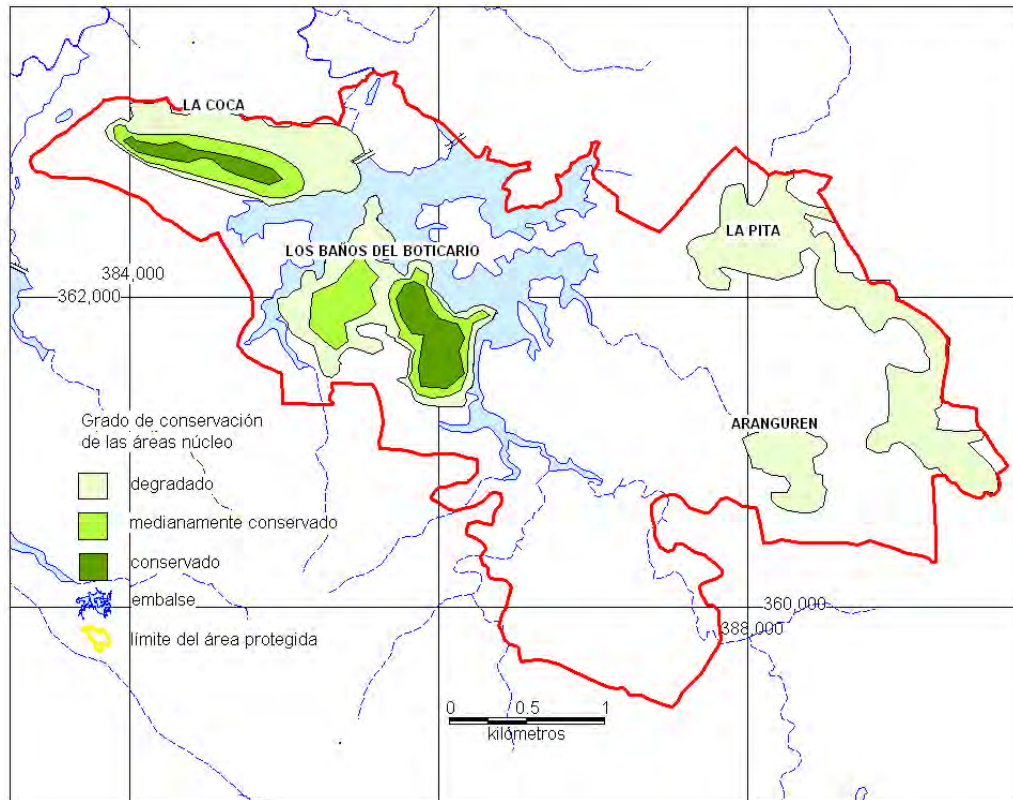 LA COCA
LA PITA
LOS BAÑOS DEL BOTICARIO
384,000
362,000
ARANGUREN
Grado de conservación
de las áreas núcleo
degradado
medianamente conservado
conservado
embalse
límite del área protegida
360,000
388,000
0 0.5 1
kilómetros